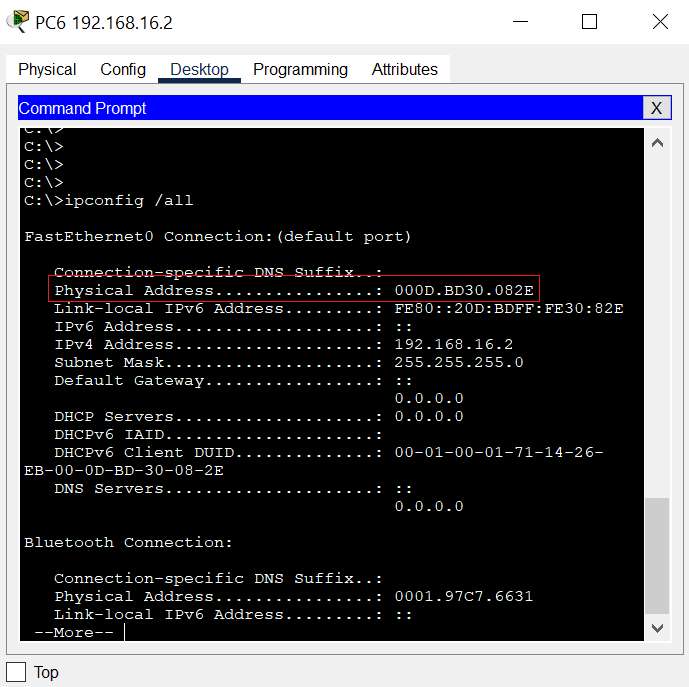 PC6 192.168.16.2
Physical Config Desktop Programming Attributes
Command Prompt X
C:\>
C:\>
C:\>
C:\>
C:\>ipconfig /all
FastEthernet0 Connection:(default port)
Connection-specific DNS Suffix..:
Physical Address................: 000D.BD30.082E
Link-local IPv6 Address.........: FE80::20D:BDFF:FE30:82E
IPv6 Address....................: ::
IPv4 Address....................: 192.168.16.2
Subnet Mask.....................: 255.255.255.0
Default Gateway.................: ::
0.0.0.0
DHCP Servers....................: 0.0.0.0
DHCPv6 IAID.....................:
DHCPv6 Client DUID..............: 00-01-00-01-71-14-26-
EB-00-0D-BD-30-08-2E
DNS Servers.....................: ::
0.0.0.0
Bluetooth Connection:
Connection-specific DNS Suffix..:
Physical Address................: 0001.97C7.6631
Link-local IPv6 Address.........: ::
--More--
Top